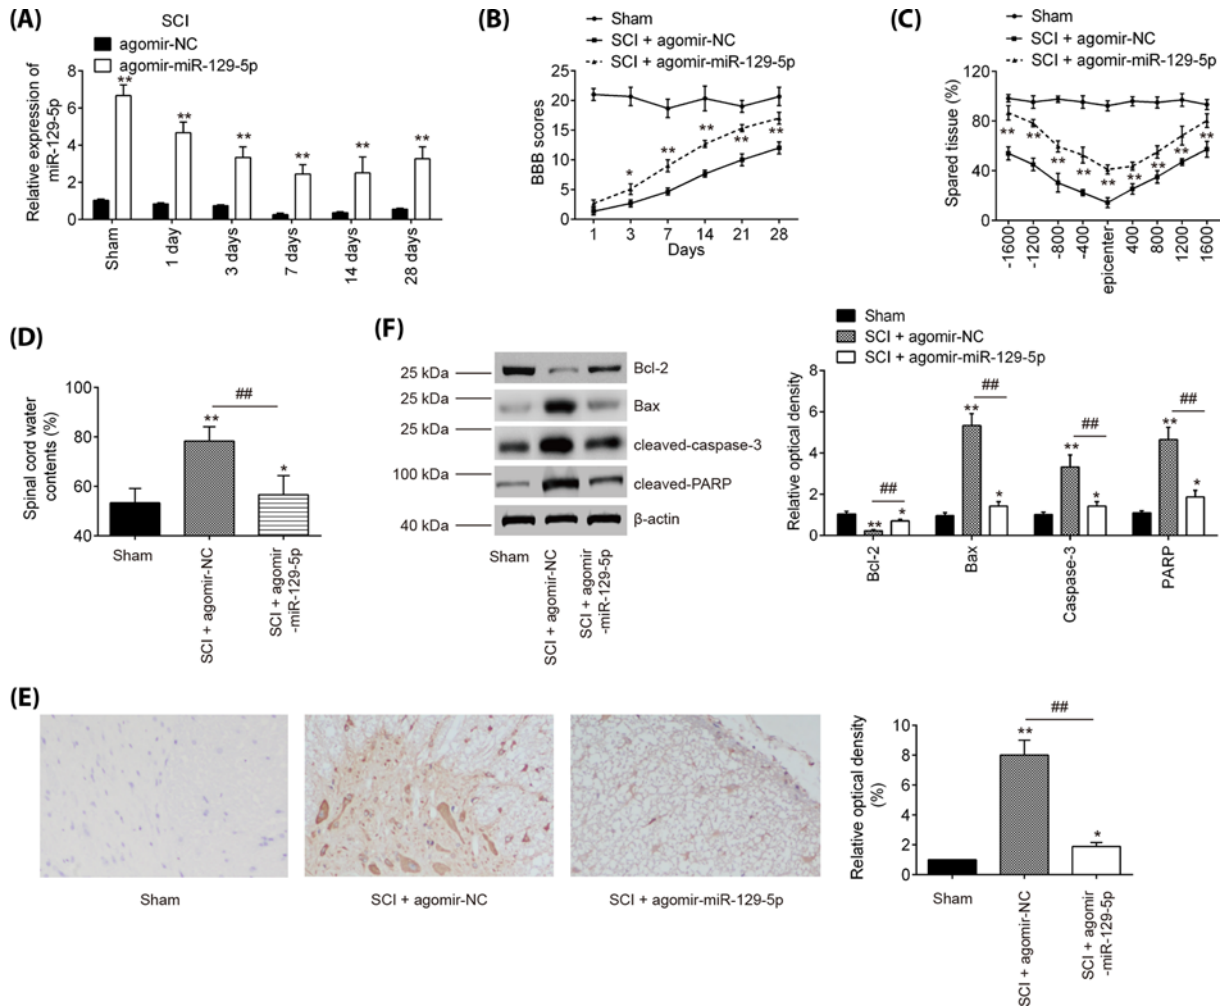 (A)
SCI
agomir-NC
agomir-miR-129-5p
Relative expression of
miR-129-5p
8
6
4
2
0
** ** ** ** ** **
Sham
1 day
3 days
7 days
14 days
28 days
(B)
Sham
SCI + agomir-NC
SCI + agomir-miR-129-5p
BBB scores
25
20
15
10
5
0
* ** ** ** **
1 3 7 14 21 28
Days
(C)
Sham
SCI + agomir-NC
SCI + agomir-miR-129-5p
Spared tissue (%)
120
80
40
0
** ** ** ** ** ** ** ** **
-1600
-1200
-800
-400
epicenter
400
800
1200
1600
(D)
Spinal cord water
contents (%)
100
80
60
40
##
**
*
Sham
SCI + agomir-NC
SCI + agomir
-miR-129-5p
(F)
25 kDa
Bcl-2
25 kDa
Bax
25 kDa
cleaved-caspase-3
100 kDa
cleaved-PARP
40 kDa
β-actin
Sham
SCI + agomir-NC
SCI + agomir
-miR-129-5p
Sham
SCI + agomir-NC
SCI + agomir-miR-129-5p
Relative optical density
8
6
4
2
0
## ## ## ##
** * ** * ** * ** *
Bcl-2
Bax
Caspase-3
PARP
(E)
Sham
SCI + agomir-NC
SCI + agomir-miR-129-5p
Relative optical density
(%)
10
8
6
4
2
0
##
**
*
Sham
SCI + agomir-NC
SCI + agomir
-miR-129-5p